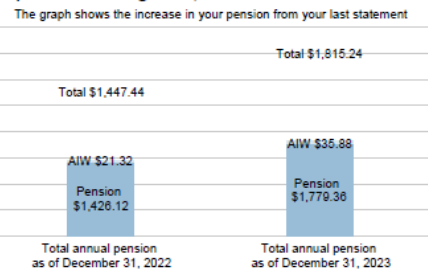 The graph shows the increase in your pension from your last statement
Total $1,815.24
Total $1,447.44
AIW $35.88
AIW $21.32
Pension
$1,779.36
Pension
$1,426.12
Total annual pension
as of December 31, 2022
Total annual pension
as of December 31, 2023